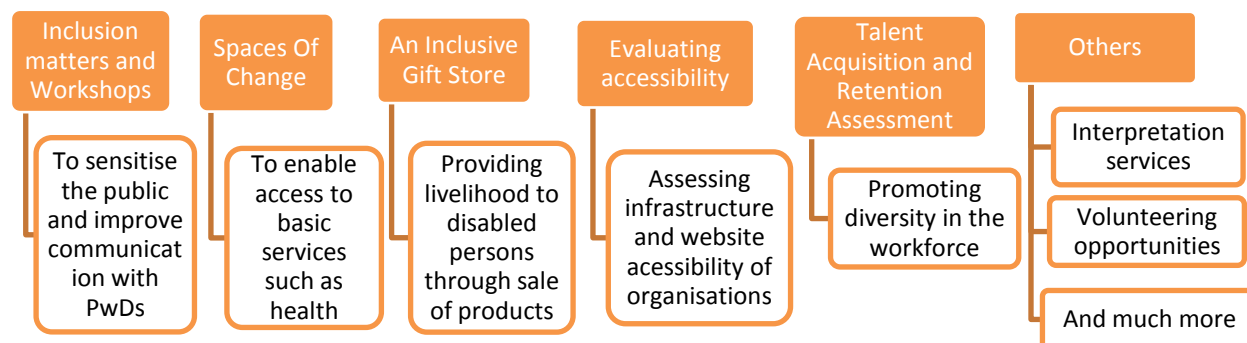 Inclusion
matters and
Workshops
To sensitise
the public
and improve
communicat
ion with
PwDs
Spaces Of
Change
To enable
access to
basic
services
such as
health
An Inclusive
Gift Store
Providing
livelihood to
disabled
persons
through sale
of products
Evaluating
accessibility
Assessing
infrastructure
and website
acessibility of
organisations
Talent
Acquisition and
Retention
Assessment
Promoting
diversity in the
workforce
Others
Interpretation
services
Volunteering
opportunities
And much more